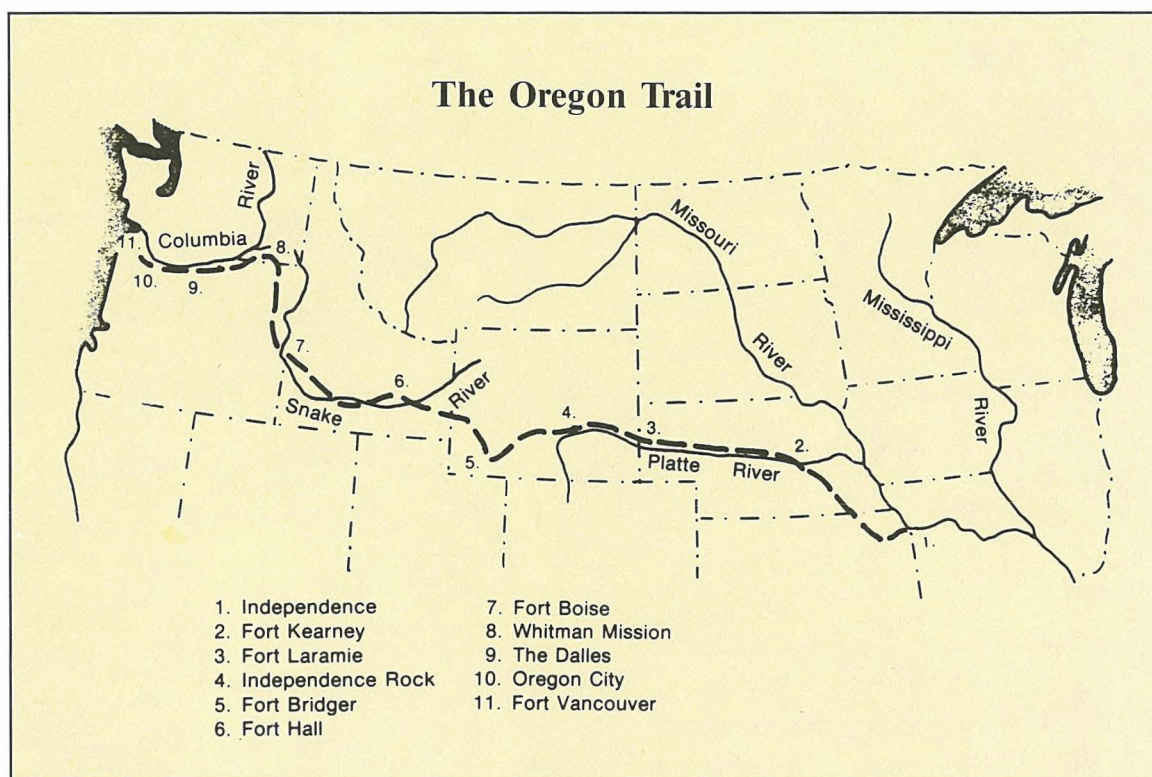 The Oregon Trail
River
Columbia
11.
10.
9.
8.
7.
6.
Snake
River
5.
4.
3.
Platte
River
2.
1.
Missouri
River
Mississippi
River
1. Independence
2. Fort Kearney
3. Fort Laramie
4. Independence Rock
5. Fort Bridger
6. Fort Hall
7. Fort Boise
8. Whitman Mission
9. The Dalles
10. Oregon City
11. Fort Vancouver